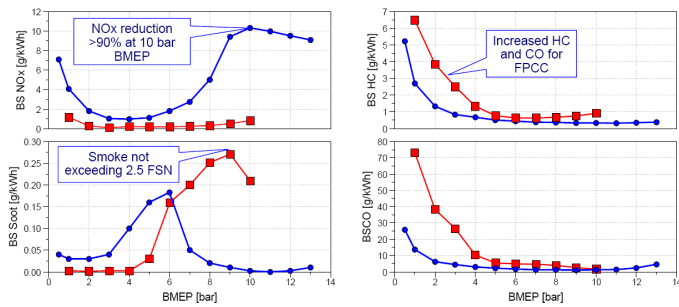 12
10
8
6
4
2
0
BS NOx [g/kWh]
NOx reduction
>90% at 10 bar
BMEP
8
6
4
2
0
BS HC [g/kWh]
Increased HC
and CO for
FPCC
0.30
0.25
0.20
0.15
0.10
0.05
0.00
BS Soot [g/kWh]
Smoke not
exceeding 2.5 FSN
0 2 4 6 8 10 12 14
BMEP [bar]
80
70
60
50
40
30
20
10
0
BSCO [g/kWh]
0 2 4 6 8 10 12 14
BMEP [bar]